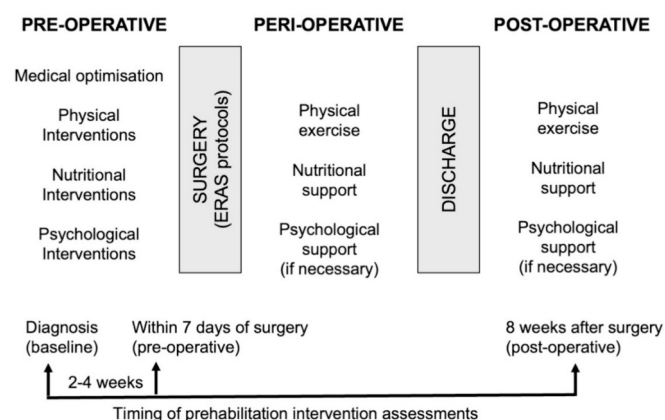 PRE-OPERATIVE
PERI-OPERATIVE
POST-OPERATIVE
Medical optimisation
Physical
Interventions
Nutritional
Interventions
Psychological
Interventions
SURGERY
(ERAS protocols)
Physical
exercise
Nutritional
support
Psychological
support
(if necessary)
DISCHARGE
Physical
exercise
Nutritional
support
Psychological
support
(if necessary)
Diagnosis
(baseline)
Within 7 days of surgery
(pre-operative)
8 weeks after surgery
(post-operative)
2-4 weeks
Timing of prehabilitation intervention assessments